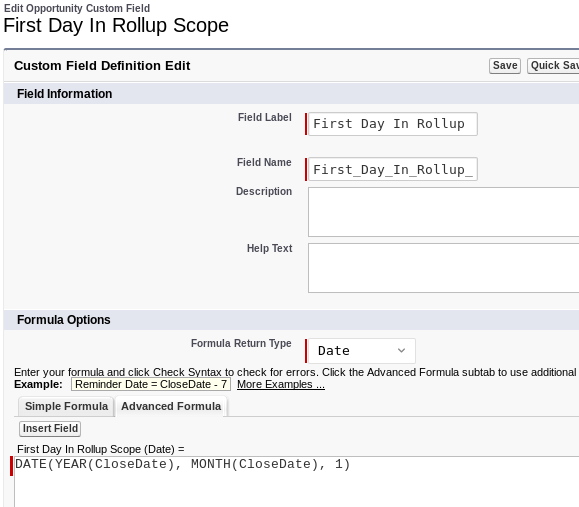 Edit Opportunity Custom Field
First Day In Rollup Scope
Custom Field Definition Edit
Save
Quick Sav
Field Information
Field Label
First Day In Rollup
Field Name
First_Day_In_Rollup_
Description
Help Text
Formula Options
Formula Return Type
Date
Enter your formula and click Check Syntax to check for errors. Click the Advanced Formula subtab to use additional
Example: Reminder Date = CloseDate - 7 More Examples ...
Simple Formula Advanced Formula
Insert Field
First Day In Rollup Scope (Date) =
DATE(YEAR(CloseDate), MONTH(CloseDate), 1)